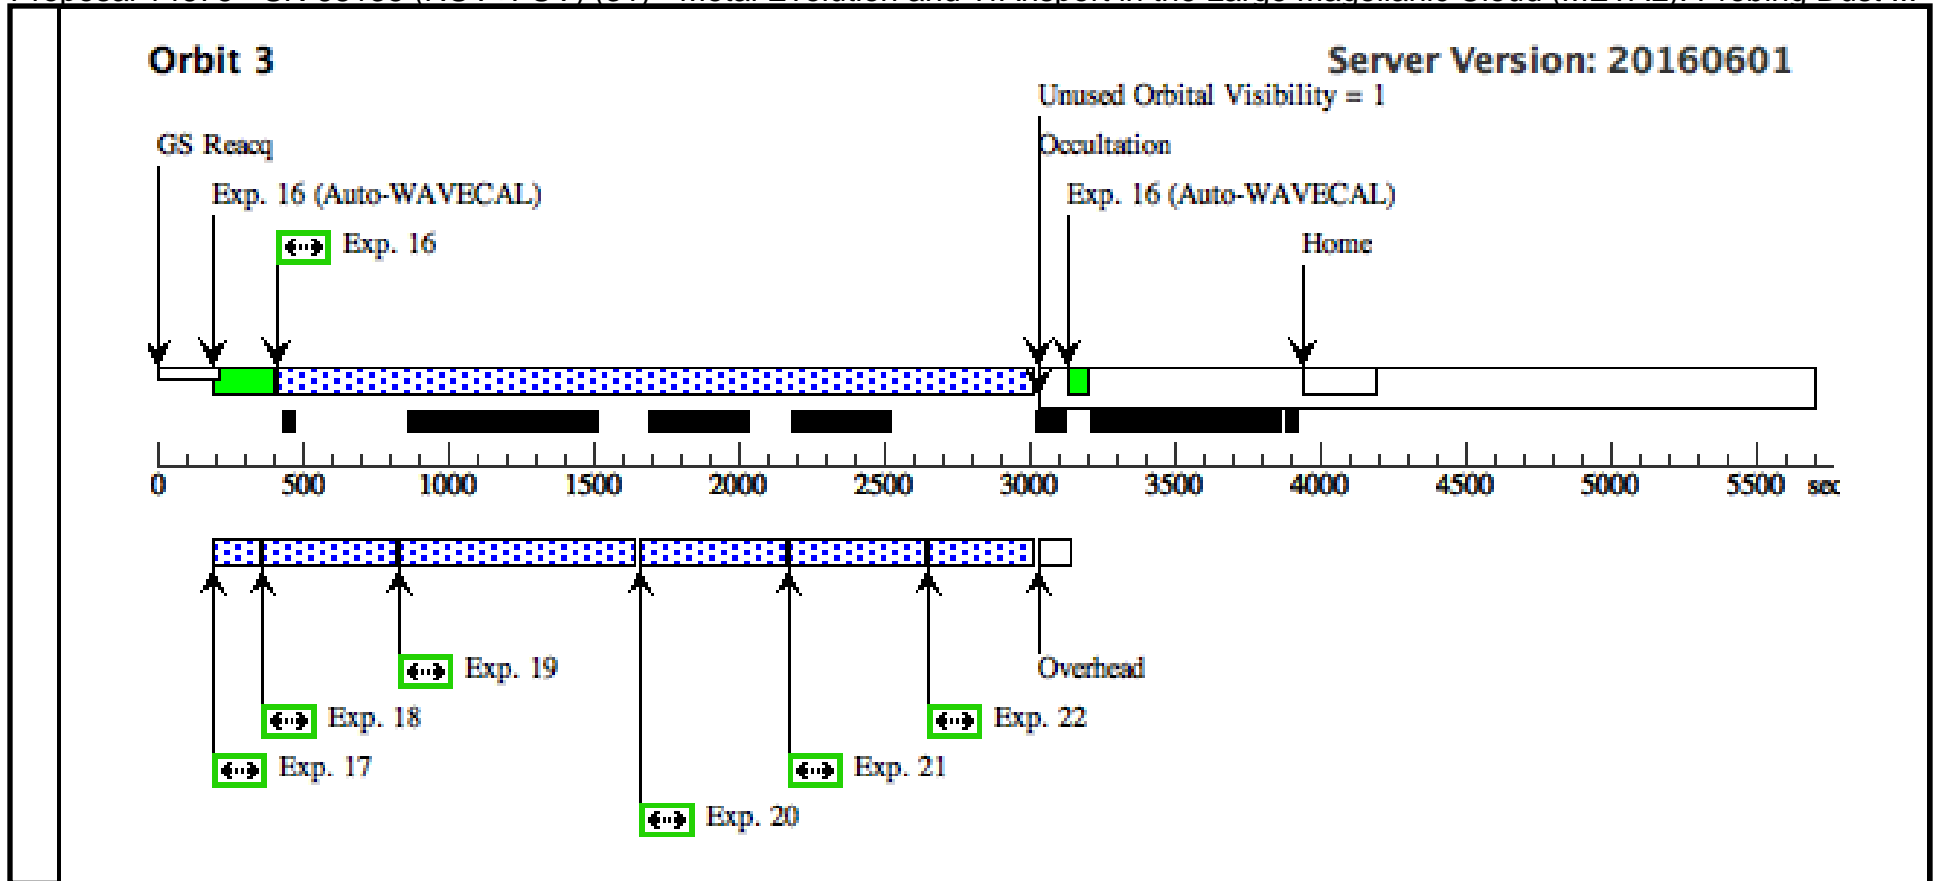 Orbit 3
Server Version: 20160601
Unused Orbital Visibility = 1
GS Reacq
Occultation
Exp. 16 (Auto-WAVECAL)
Exp. 16 (Auto-WAVECAL)
Exp. 16
Home
0 500 1000 1500 2000 2500 3000 3500 4000 4500 5000 5500 sec
Exp. 19
Overhead
Exp. 18
Exp. 22
Exp. 17
Exp. 21
Exp. 20